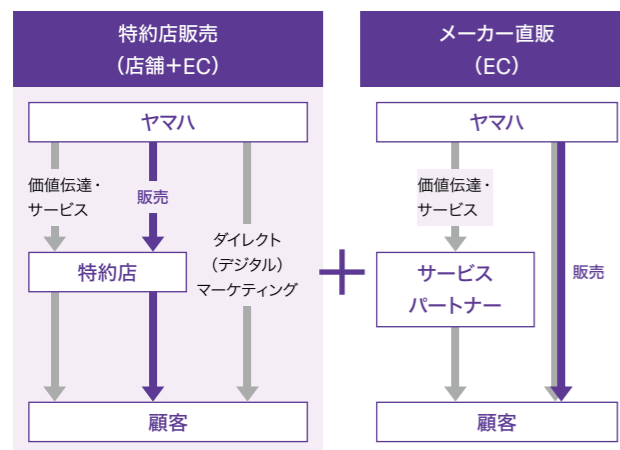 特約店販売
（店舗＋EC）
ヤマハ
価値伝達・
サービス
販売
ダイレクト
（デジタル）
マーケティング
特約店
顧客
＋
メーカー直販
（EC）
ヤマハ
価値伝達・
サービス
販売
サービス
パートナー
顧客